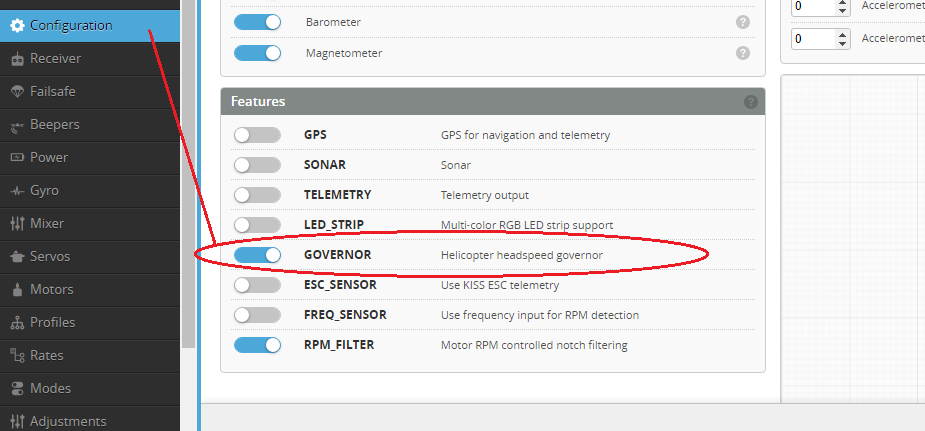 Configuration
Receiver
Failsafe
Beepers
Power
Gyro
Mixer
Servos
Motors
Profiles
Rates
Modes
Adjustments
Barometer ?
Magnetometer ?
Features ?
GPS GPS for navigation and telemetry
SONAR Sonar
TELEMETRY Telemetry output
LED_STRIP Multi-color RGB LED strip support
GOVERNOR Helicopter headspeed governor
ESC_SENSOR Use KISS ESC telemetry
FREQ_SENSOR Use frequency input for RPM detection
RPM_FILTER Motor RPM controlled notch filtering
0 Acceleromet
0 Acceleromet